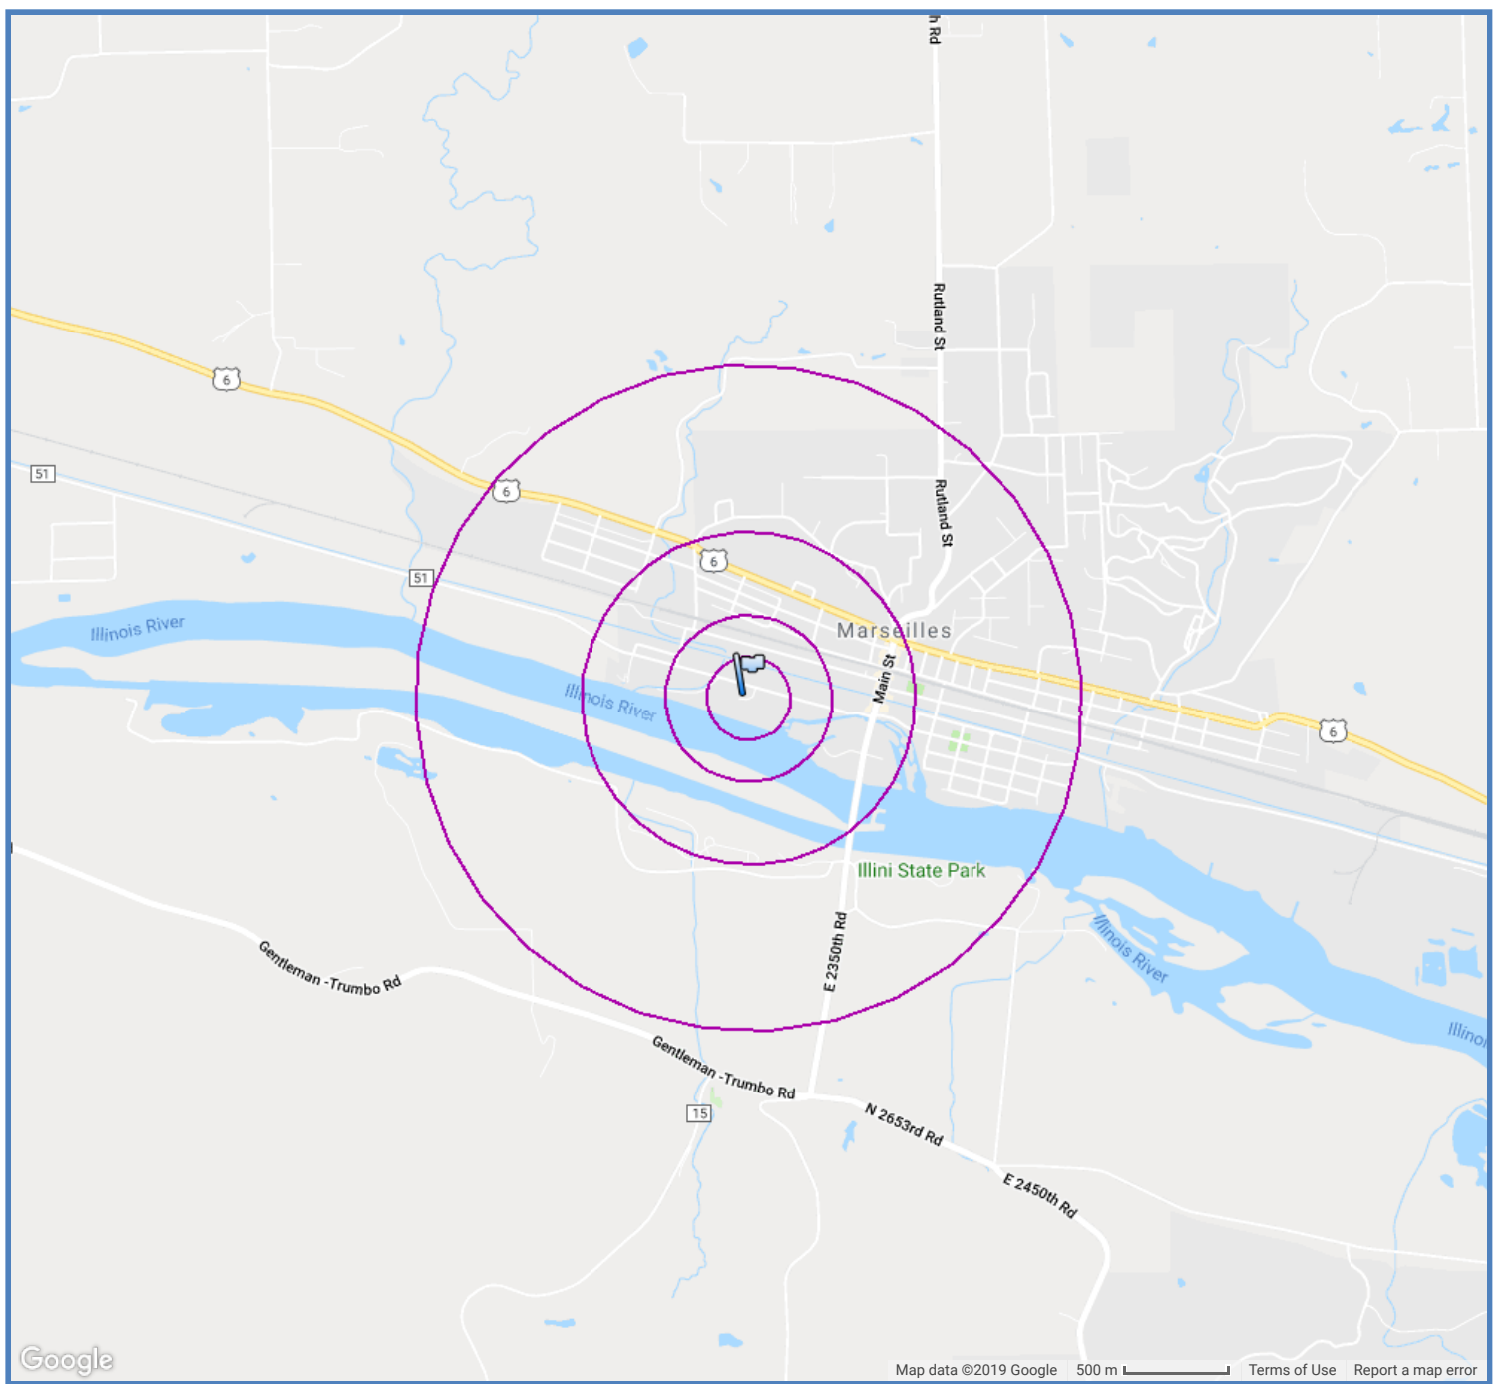 h Rd
Rutland St
6
51
6
Rutland St
6
51
Illinois River
Marseilles
Main St
Illinois River
6
Illini State Park
E 2350th Rd
Illinois River
Gentleman -Trumbo Rd
Illinoi
Gentleman -Trumbo Rd
15
N 2653rd Rd
E 2450th Rd
Google
Map data ©2019 Google 500 m Terms of Use Report a map error